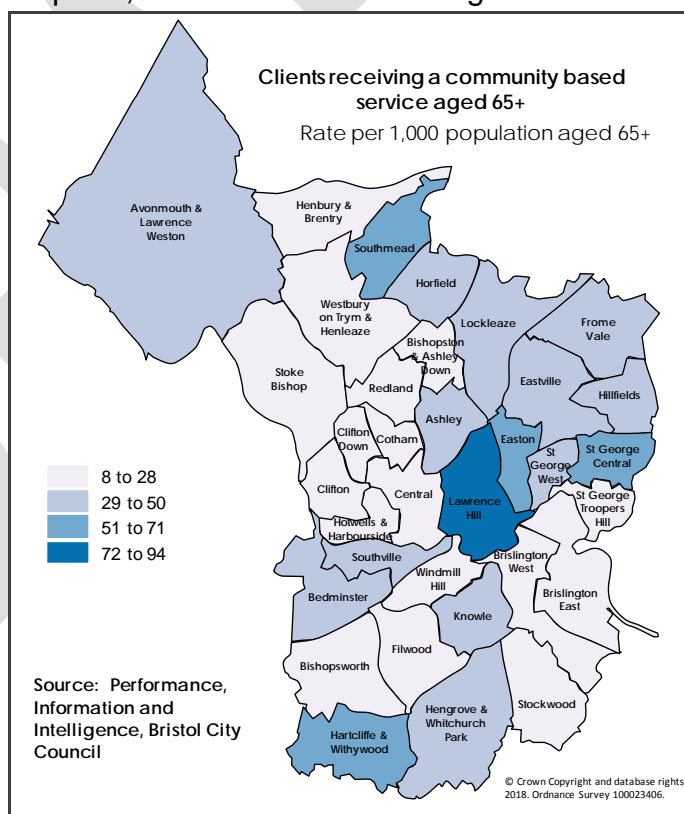 Clients receiving a community based
service aged 65+
Rate per 1,000 population aged 65+
Avonmouth &
Lawrence
Weston
Henbury &
Brentry
Southmead
Horfield
Westbury
on Trym &
Henleaze
Lockleaze
Frome
Vale
Bishopston
& Ashley
Down
Stoke
Bishop
Redland
Eastville
Hillfields
Ashley
Clifton
Down
Cotham
Easton
St
George
West
St George
Central
8 to 28
29 to 50
51 to 71
72 to 94
Clifton
Central
Lawrence
Hill
St George
Troopers
Hill
Hotwells &
Harbourside
Southville
Windmill
Hill
Brislington
West
Brislington
East
Bedminster
Knowle
Bishopsworth
Filwood
Stockwood
Hengrove &
Whitchurch
Park
Hartcliffe &
Withywood
Source: Performance,
Information and
Intelligence, Bristol City
Council
© Crown Copyright and database rights
2018. Ordnance Survey 100023406.